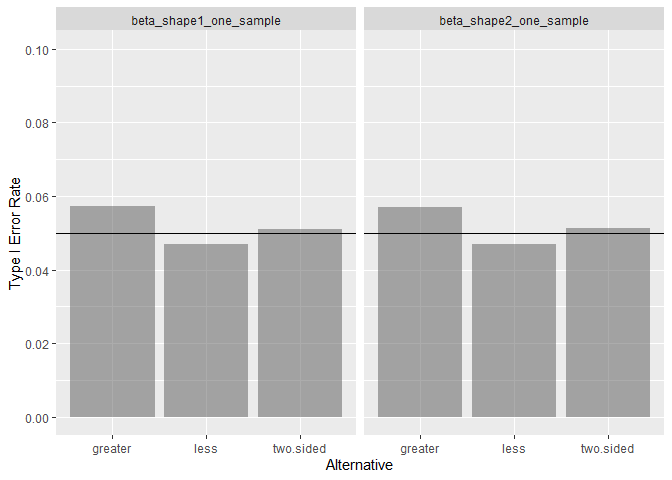 beta_shape1_one_sample beta_shape2_one_sample
0.10
0.08
0.06
0.04
0.02
0.00
Type I Error Rate
greater less two.sided greater less two.sided
Alternative